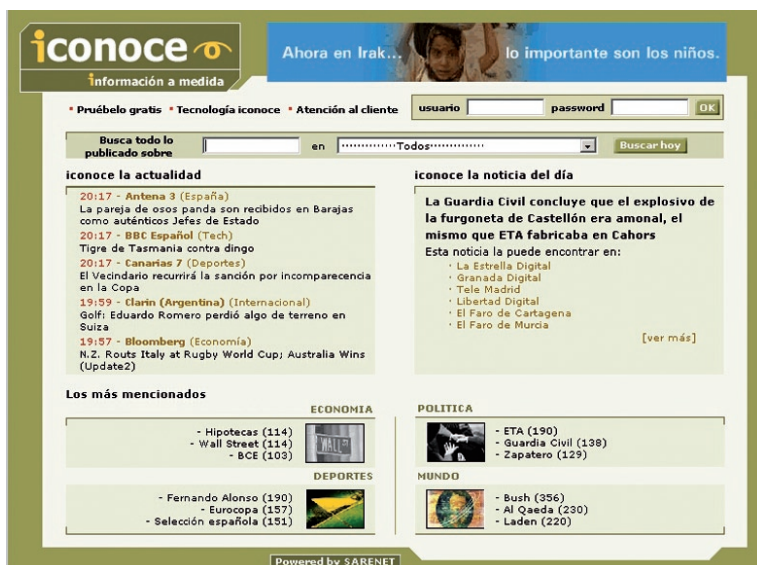 iconoce
información a medida
Ahora en Irak... lo importante son los niños.
Pruébelo gratis Tecnología iconoce Atención al cliente
usuario password OK
Busca todo lo
publicado sobre en ·············Todos·············· Buscar hoy
iconoce la actualidad
20:17 - Antena 3 (España)
La pareja de osos panda son recibidos en Barajas
como auténticos Jefes de Estado
20:17 - BBC Español (Tech)
Tigre de Tasmania contra dingo
20:17 - Canarias 7 (Deportes)
El Vecindario recurrirá la sanción por incomparecencia
en la Copa
19:59 - Clarin (Argentina) (Internacional)
Golf: Eduardo Romero perdió algo de terreno en
Suiza
19:57 - Bloomberg (Economía)
N.Z. Routs Italy at Rugby World Cup; Australia Wins
(Update2)
iconoce la noticia del día
La Guardia Civil concluye que el explosivo de
la furgoneta de Castellón era amonal, el
mismo que ETA fabricaba en Cahors
Esta noticia la puede encontrar en:
· La Estrella Digital
· Granada Digital
· Tele Madrid
· Libertad Digital
· El Faro de Cartagena
· El Faro de Murcia
[ver más]
Los más mencionados
ECONOMIA
- Hipotecas (114)
- Wall Street (114)
- BCE (103)
WALL ST
POLITICA
- ETA (190)
- Guardia Civil (138)
- Zapatero (129)
DEPORTES
- Fernando Alonso (190)
- Eurocopa (157)
- Selección española (151)
MUNDO
- Bush (356)
- Al Qaeda (230)
- Laden (220)
Powered by SARENET